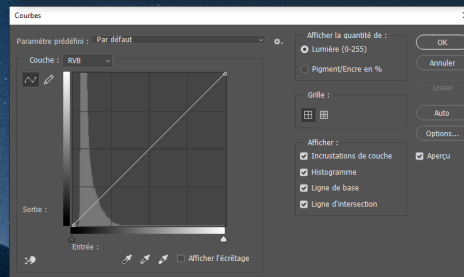 Courbes
Paramètre prédéfini : Par défaut
Couche : RVB
Sortie :
Entrée :
Afficher l'écrêtage
Afficher la quantité de :
Lumière (0-255)
Pigment/Encre en %
Grille :
Afficher :
Incrustations de couche
Histogramme
Ligne de base
Ligne d'intersection
OK
Annuler
Lisser
Auto
Options...
Aperçu